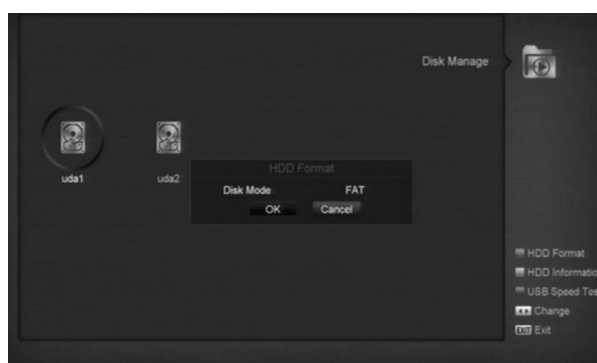 Disk Manage
uda1
uda2
HDD Format
Disk Mode FAT
OK Cancel
HDD Format
HDD Informatio
USB Speed Tes
Change
EXIT Exit